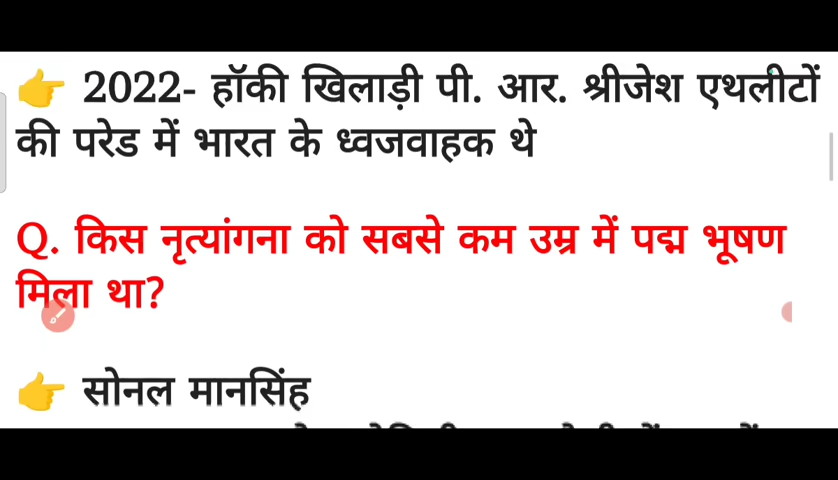 👉 2022- हॉकी खिलाड़ी पी. आर. श्रीजेश एथलीटों
की परेड में भारत के ध्वजवाहक थे
Q. किस नृत्यांगना को सबसे कम उम्र में पद्म भूषण
मिला था?
👉 सोनल मानसिंह